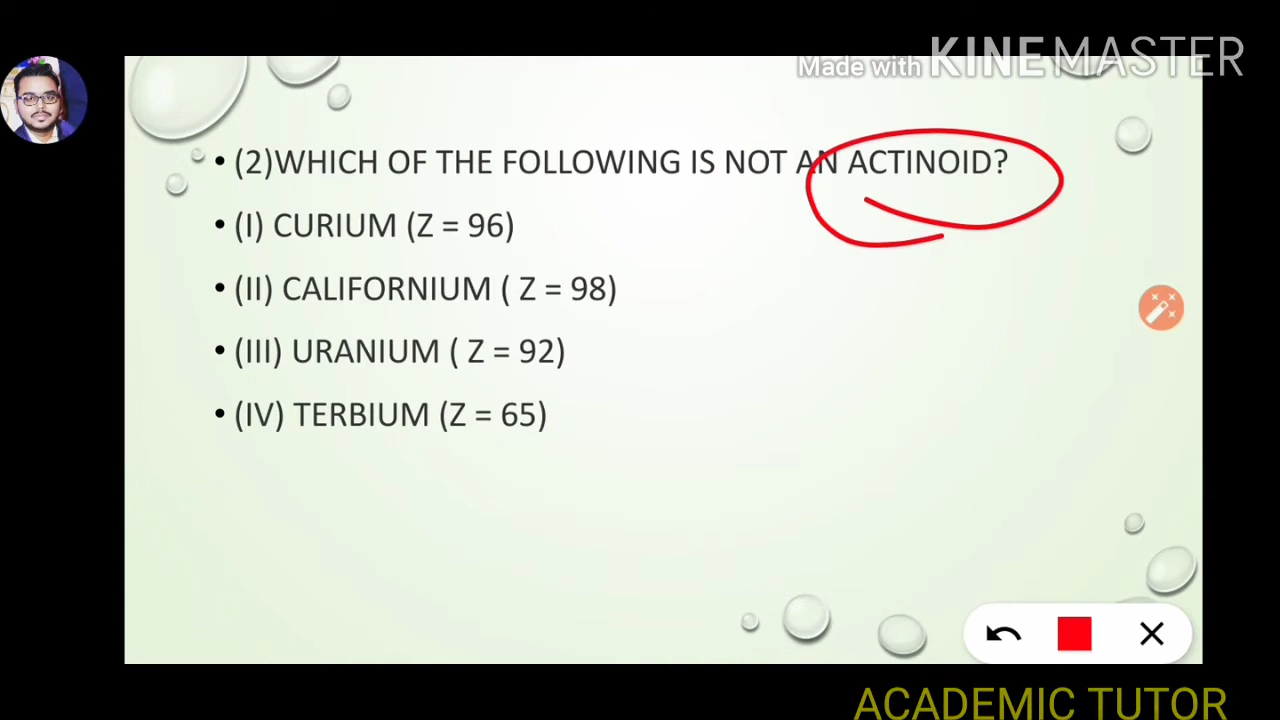 Made with KINEMASTER
• (2)WHICH OF THE FOLLOWING IS NOT AN ACTINOID?
• (I) CURIUM (Z = 96)
• (II) CALIFORNIUM ( Z = 98)
• (III) URANIUM ( Z = 92)
• (IV) TERBIUM (Z = 65)
ACADEMIC TUTOR